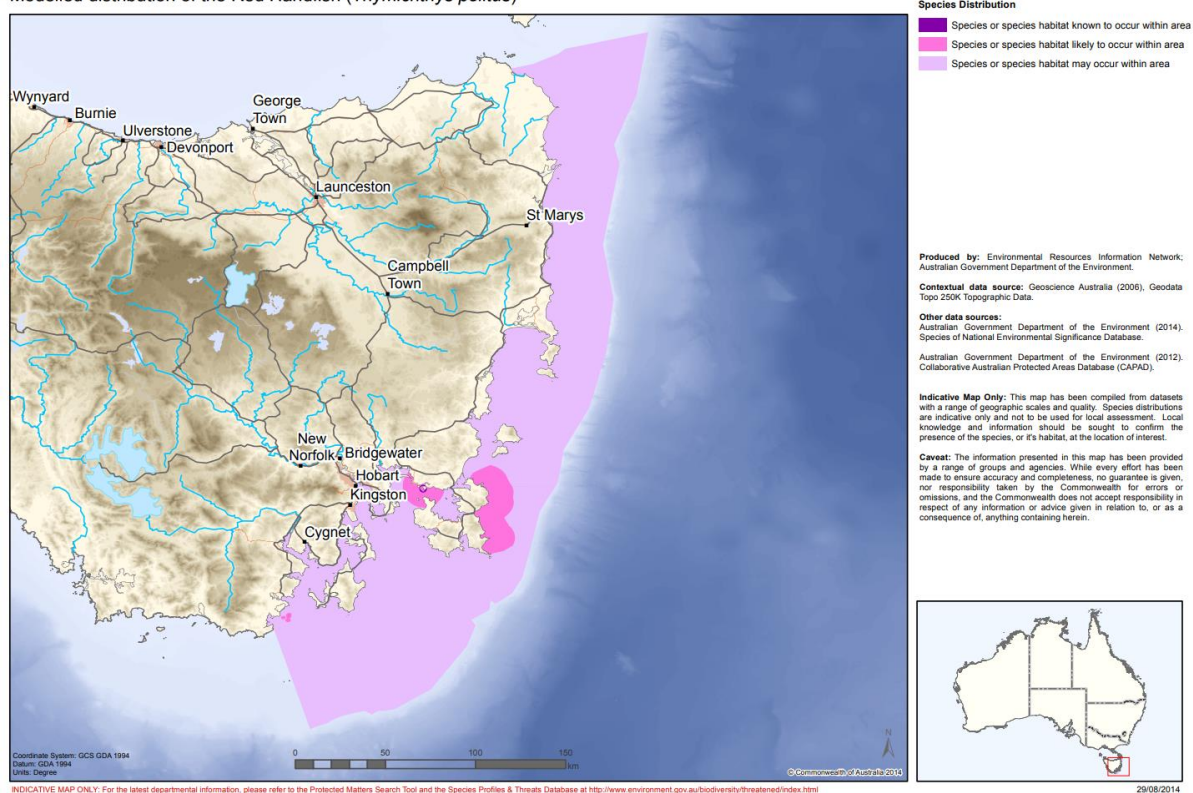 Modelled distribution of the Red Handfish (Thymichthys politus)
Species Distribution
Species or species habitat known to occur within area
Species or species habitat likely to occur within area
Species or species habitat may occur within area
Wynyard
Burnie
Ulverstone
Devonport
George
Town
Launceston
St Marys
Campbell
Town
New
Norfolk
Bridgewater
Hobart
Kingston
Cygnet
Produced by: Environmental Resources Information Network;
Australian Government Department of the Environment.
Contextual data source: Geoscience Australia (2006), Geodata
Topo 250K Topographic Data.
Other data sources:
Australian Government Department of the Environment (2014).
Species of National Environmental Significance Database.
Australian Government Department of the Environment (2012).
Collaborative Australian Protected Areas Database (CAPAD).
Indicative Map Only: This map has been compiled from datasets
with a range of geographic scales and quality. Species distributions
are indicative only and not to be used for local assessment. Local
knowledge and information should be sought to confirm the
presence of the species, or it's habitat, at the location of interest.
Caveat: The information presented in this map has been provided
by a range of groups and agencies. While every effort has been
made to ensure accuracy and completeness, no guarantee is given,
nor responsibility taken by the Commonwealth for errors or
omissions, and the Commonwealth does not accept responsibility in
respect of any information or advice given in relation to, or as a
consequence of, anything containing herein.
Coordinate System: GCS GDA 1994
Datum: GDA 1994
Units: Degree
0 50 100 150
km
N
© Commonwealth of Australia 2014
INDICATIVE MAP ONLY: For the latest departmental information, please refer to the Protected Matters Search Tool and the Species Profiles & Threats Database at http://www.environment.gov.au/biodiversity/threatened/index.html
29/08/2014